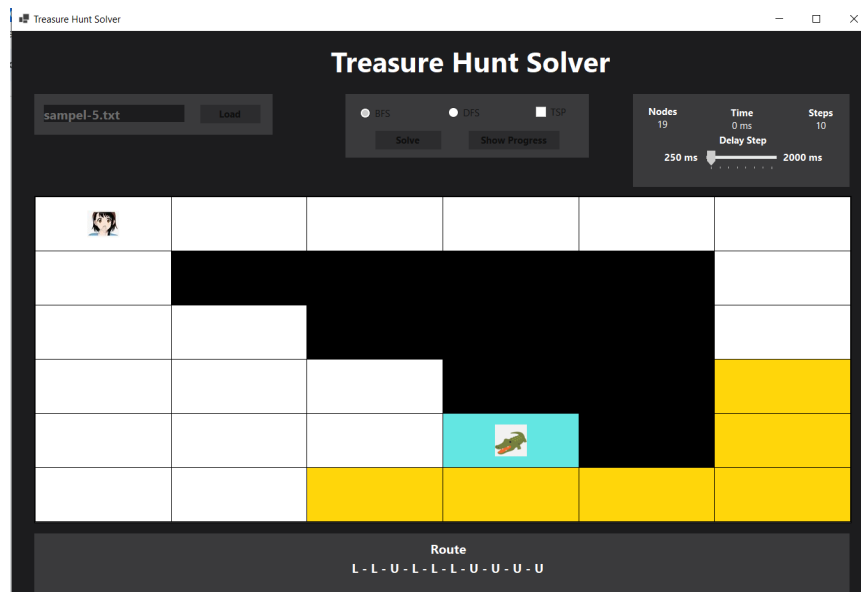 Treasure Hunt Solver
Treasure Hunt Solver
sampel-5.txt Load
BFS DFS TSP
Solve Show Progress
Nodes Time Steps
19 0 ms 10
Delay Step
250 ms 2000 ms
Route
L - L - U - L - L - L - U - U - U - U